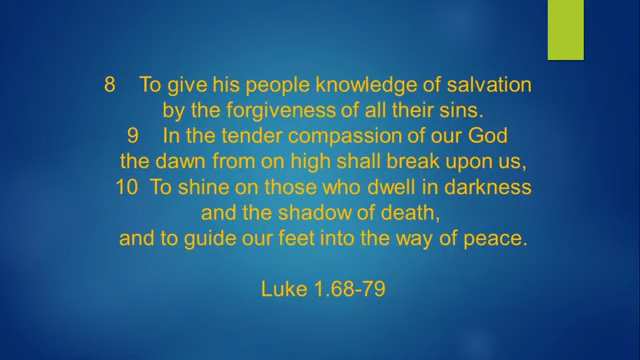 8 To give his people knowledge of salvation
by the forgiveness of all their sins.
9 In the tender compassion of our God
the dawn from on high shall break upon us,
10 To shine on those who dwell in darkness
and the shadow of death,
and to guide our feet into the way of peace.
Luke 1.68-79